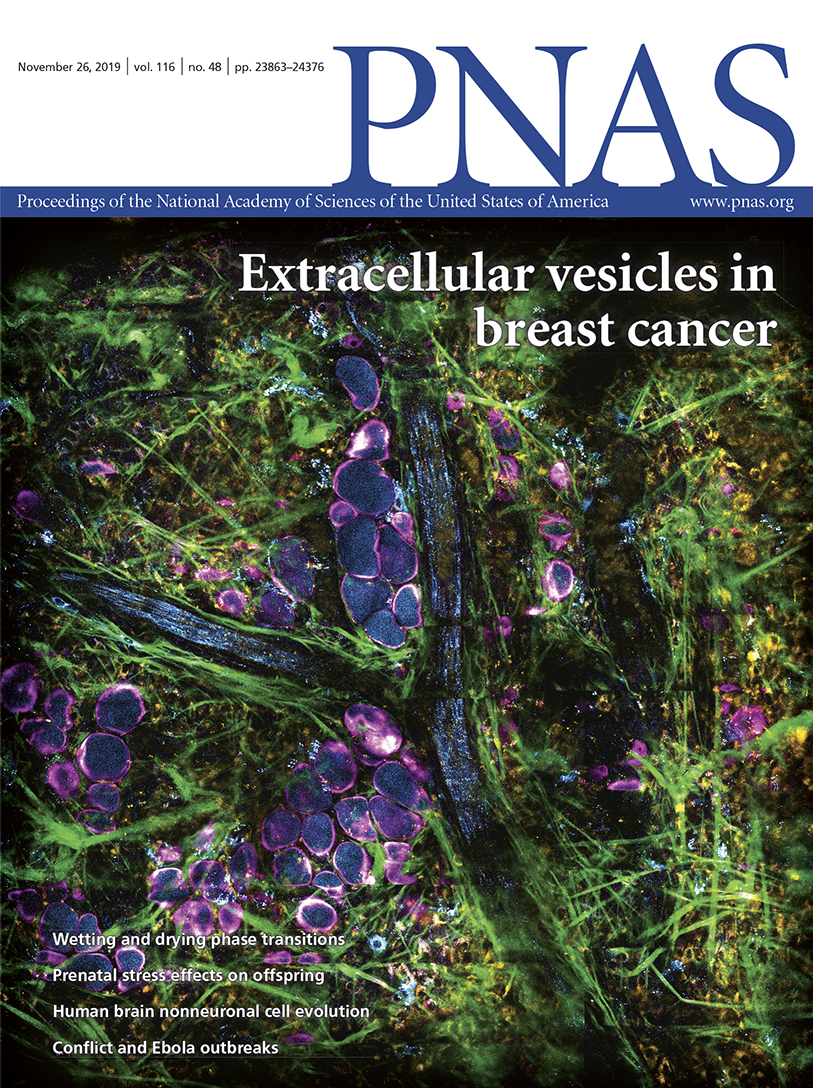 PNAS
November 26, 2019 | vol. 116 | no. 48 | pp. 23863–24376
Proceedings of the National Academy of Sciences of the United States of America www.pnas.org
Extracellular vesicles in
breast cancer
Wetting and drying phase transitions
Prenatal stress effects on offspring
Human brain nonneuronal cell evolution
Conflict and Ebola outbreaks